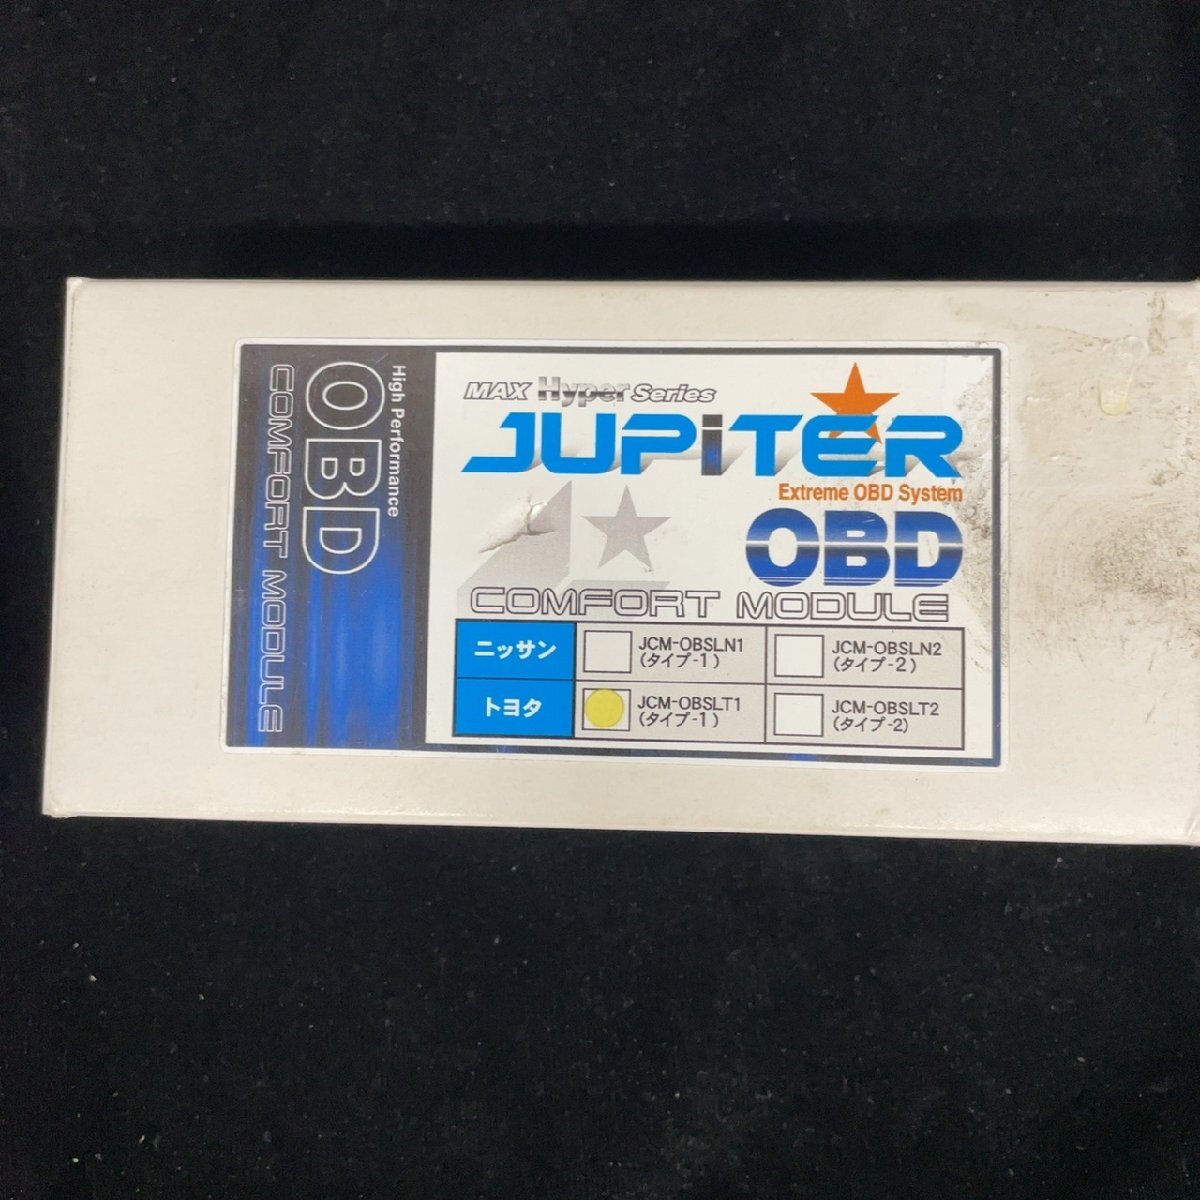 High Performance
OBD
COMFORT MODULE
MAX Hyper Series
JUPiTER
Extreme OBD System
OBD
COMFORT MODULE
ニッサン JCM-OBSLN1 JCM-OBSLN2
(タイプ-1) (タイプ-2)
トヨタ JCM-OBSLT1 JCM-OBSLT2
(タイプ-1) (タイプ-2)